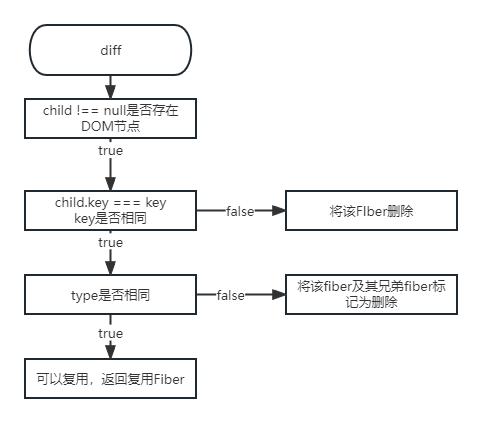 diff
child !== null是否存在
DOM节点
true
child.key === key
key是否相同
false
将该FIber删除
true
type是否相同
false
将该fiber及其兄弟fiber标
记为删除
true
可以复用，返回复用Fiber